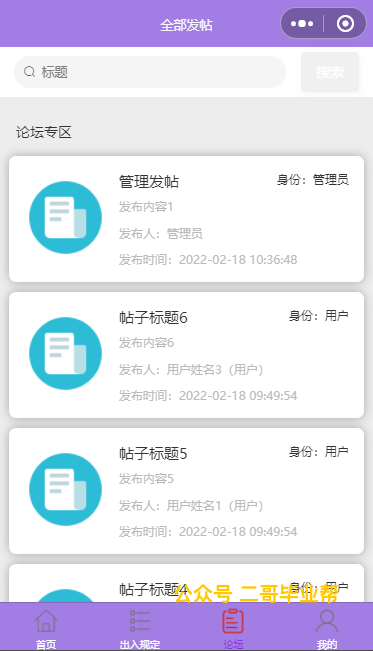 全部发帖
标题
搜索
论坛专区
管理发帖
身份：管理员
发布内容1
发布人：管理员
发布时间：2022-02-18 10:36:48
帖子标题6
身份：用户
发布内容6
发布人：用户姓名3（用户）
发布时间：2022-02-18 09:49:54
帖子标题5
身份：用户
发布内容5
发布人：用户姓名1（用户）
发布时间：2022-02-18 09:49:54
帖子标题4
身份：用户
公众号 二哥毕业帮
首页
出入规定
论坛
我的